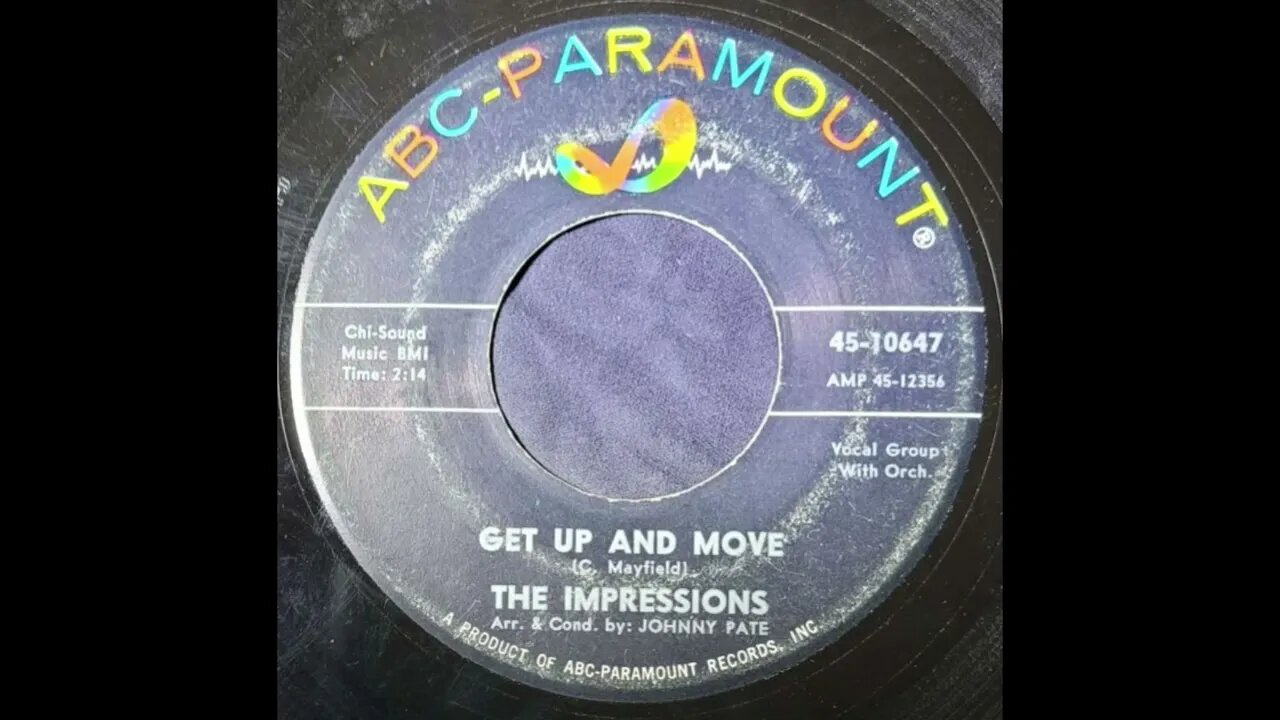 ABC-PARAMOUNT
®
Chi-Sound
Music BMI
Time: 2:14
45-10647
AMP 45-12356
Vocal Group
With Orch.
GET UP AND MOVE
(C. Mayfield)
THE IMPRESSIONS
Arr. & Cond. by: JOHNNY PATE
A PRODUCT OF ABC-PARAMOUNT RECORDS, INC